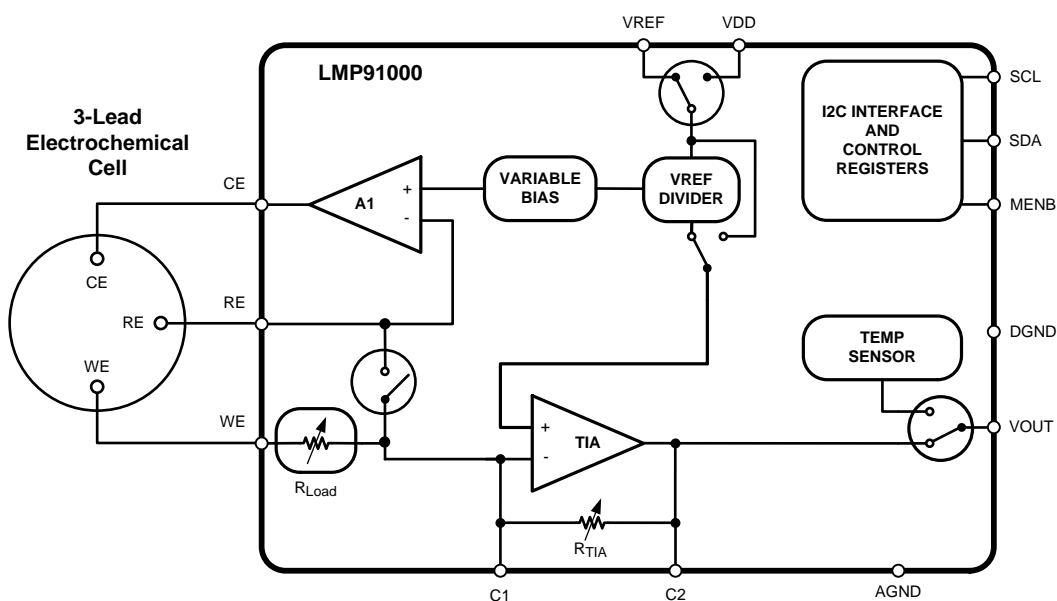 VREF
VDD
LMP91000
SCL
3-Lead
Electrochemical
Cell
I2C INTERFACE
AND
CONTROL
REGISTERS
SDA
CE
A1
+
-
VARIABLE
BIAS
VREF
DIVIDER
MENB
CE
RE
RE
DGND
TEMP
SENSOR
WE
WE
VOUT
+
-
TIA
RLoad
RTIA
C1
C2
AGND